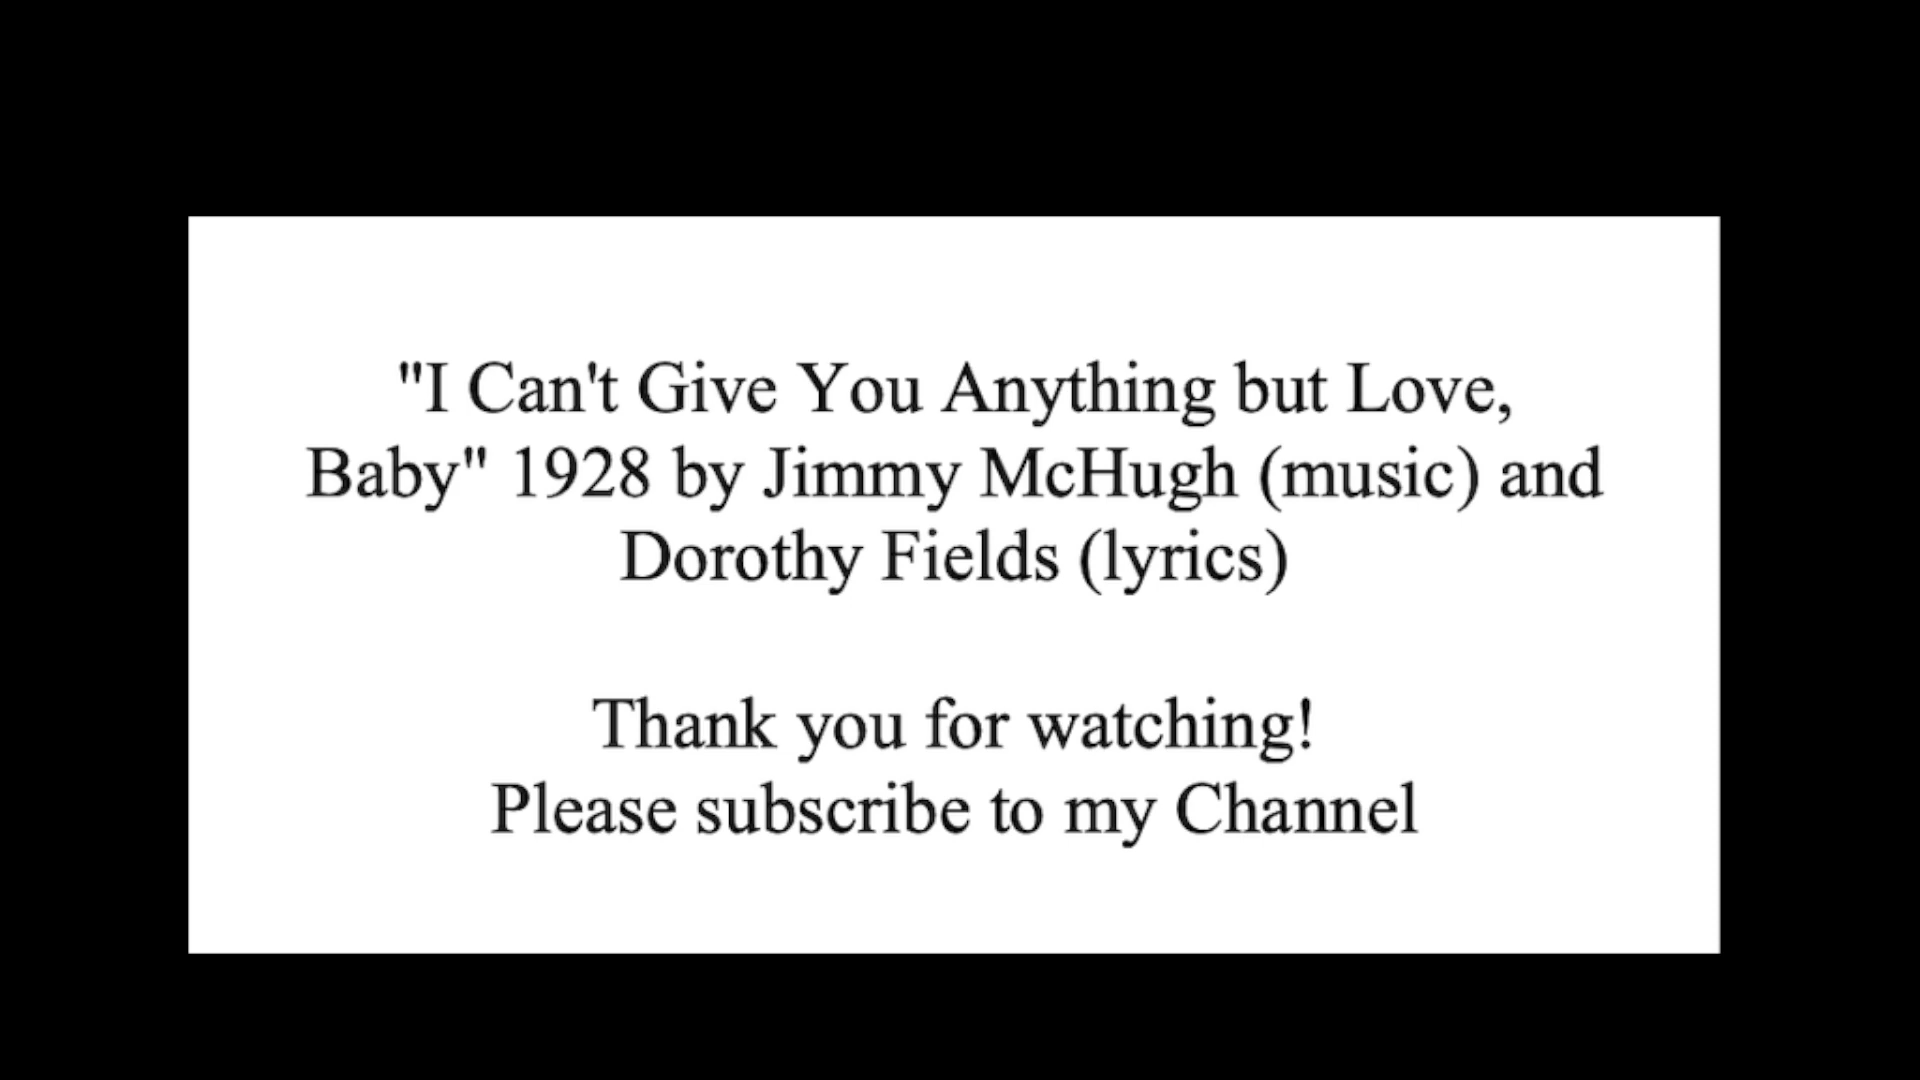 "I Can't Give You Anything but Love,
Baby" 1928 by Jimmy McHugh (music) and
Dorothy Fields (lyrics)
Thank you for watching!
Please subscribe to my Channel